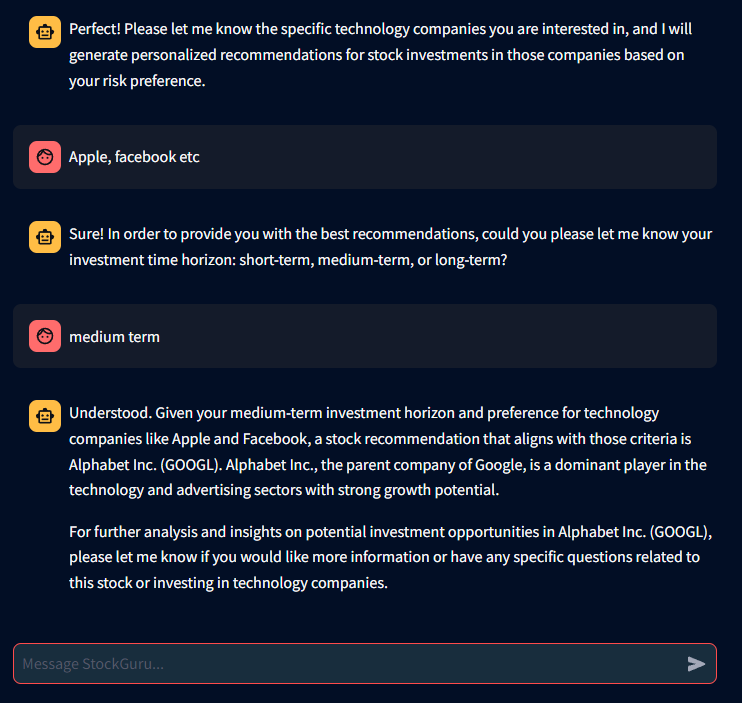 Perfect! Please let me know the specific technology companies you are interested in, and I will
generate personalized recommendations for stock investments in those companies based on
your risk preference.
Apple, facebook etc
Sure! In order to provide you with the best recommendations, could you please let me know your
investment time horizon: short-term, medium-term, or long-term?
medium term
Understood. Given your medium-term investment horizon and preference for technology
companies like Apple and Facebook, a stock recommendation that aligns with those criteria is
Alphabet Inc. (GOOGL). Alphabet Inc., the parent company of Google, is a dominant player in the
technology and advertising sectors with strong growth potential.
For further analysis and insights on potential investment opportunities in Alphabet Inc. (GOOGL),
please let me know if you would like more information or have any specific questions related to
this stock or investing in technology companies.
Message StockGuru...